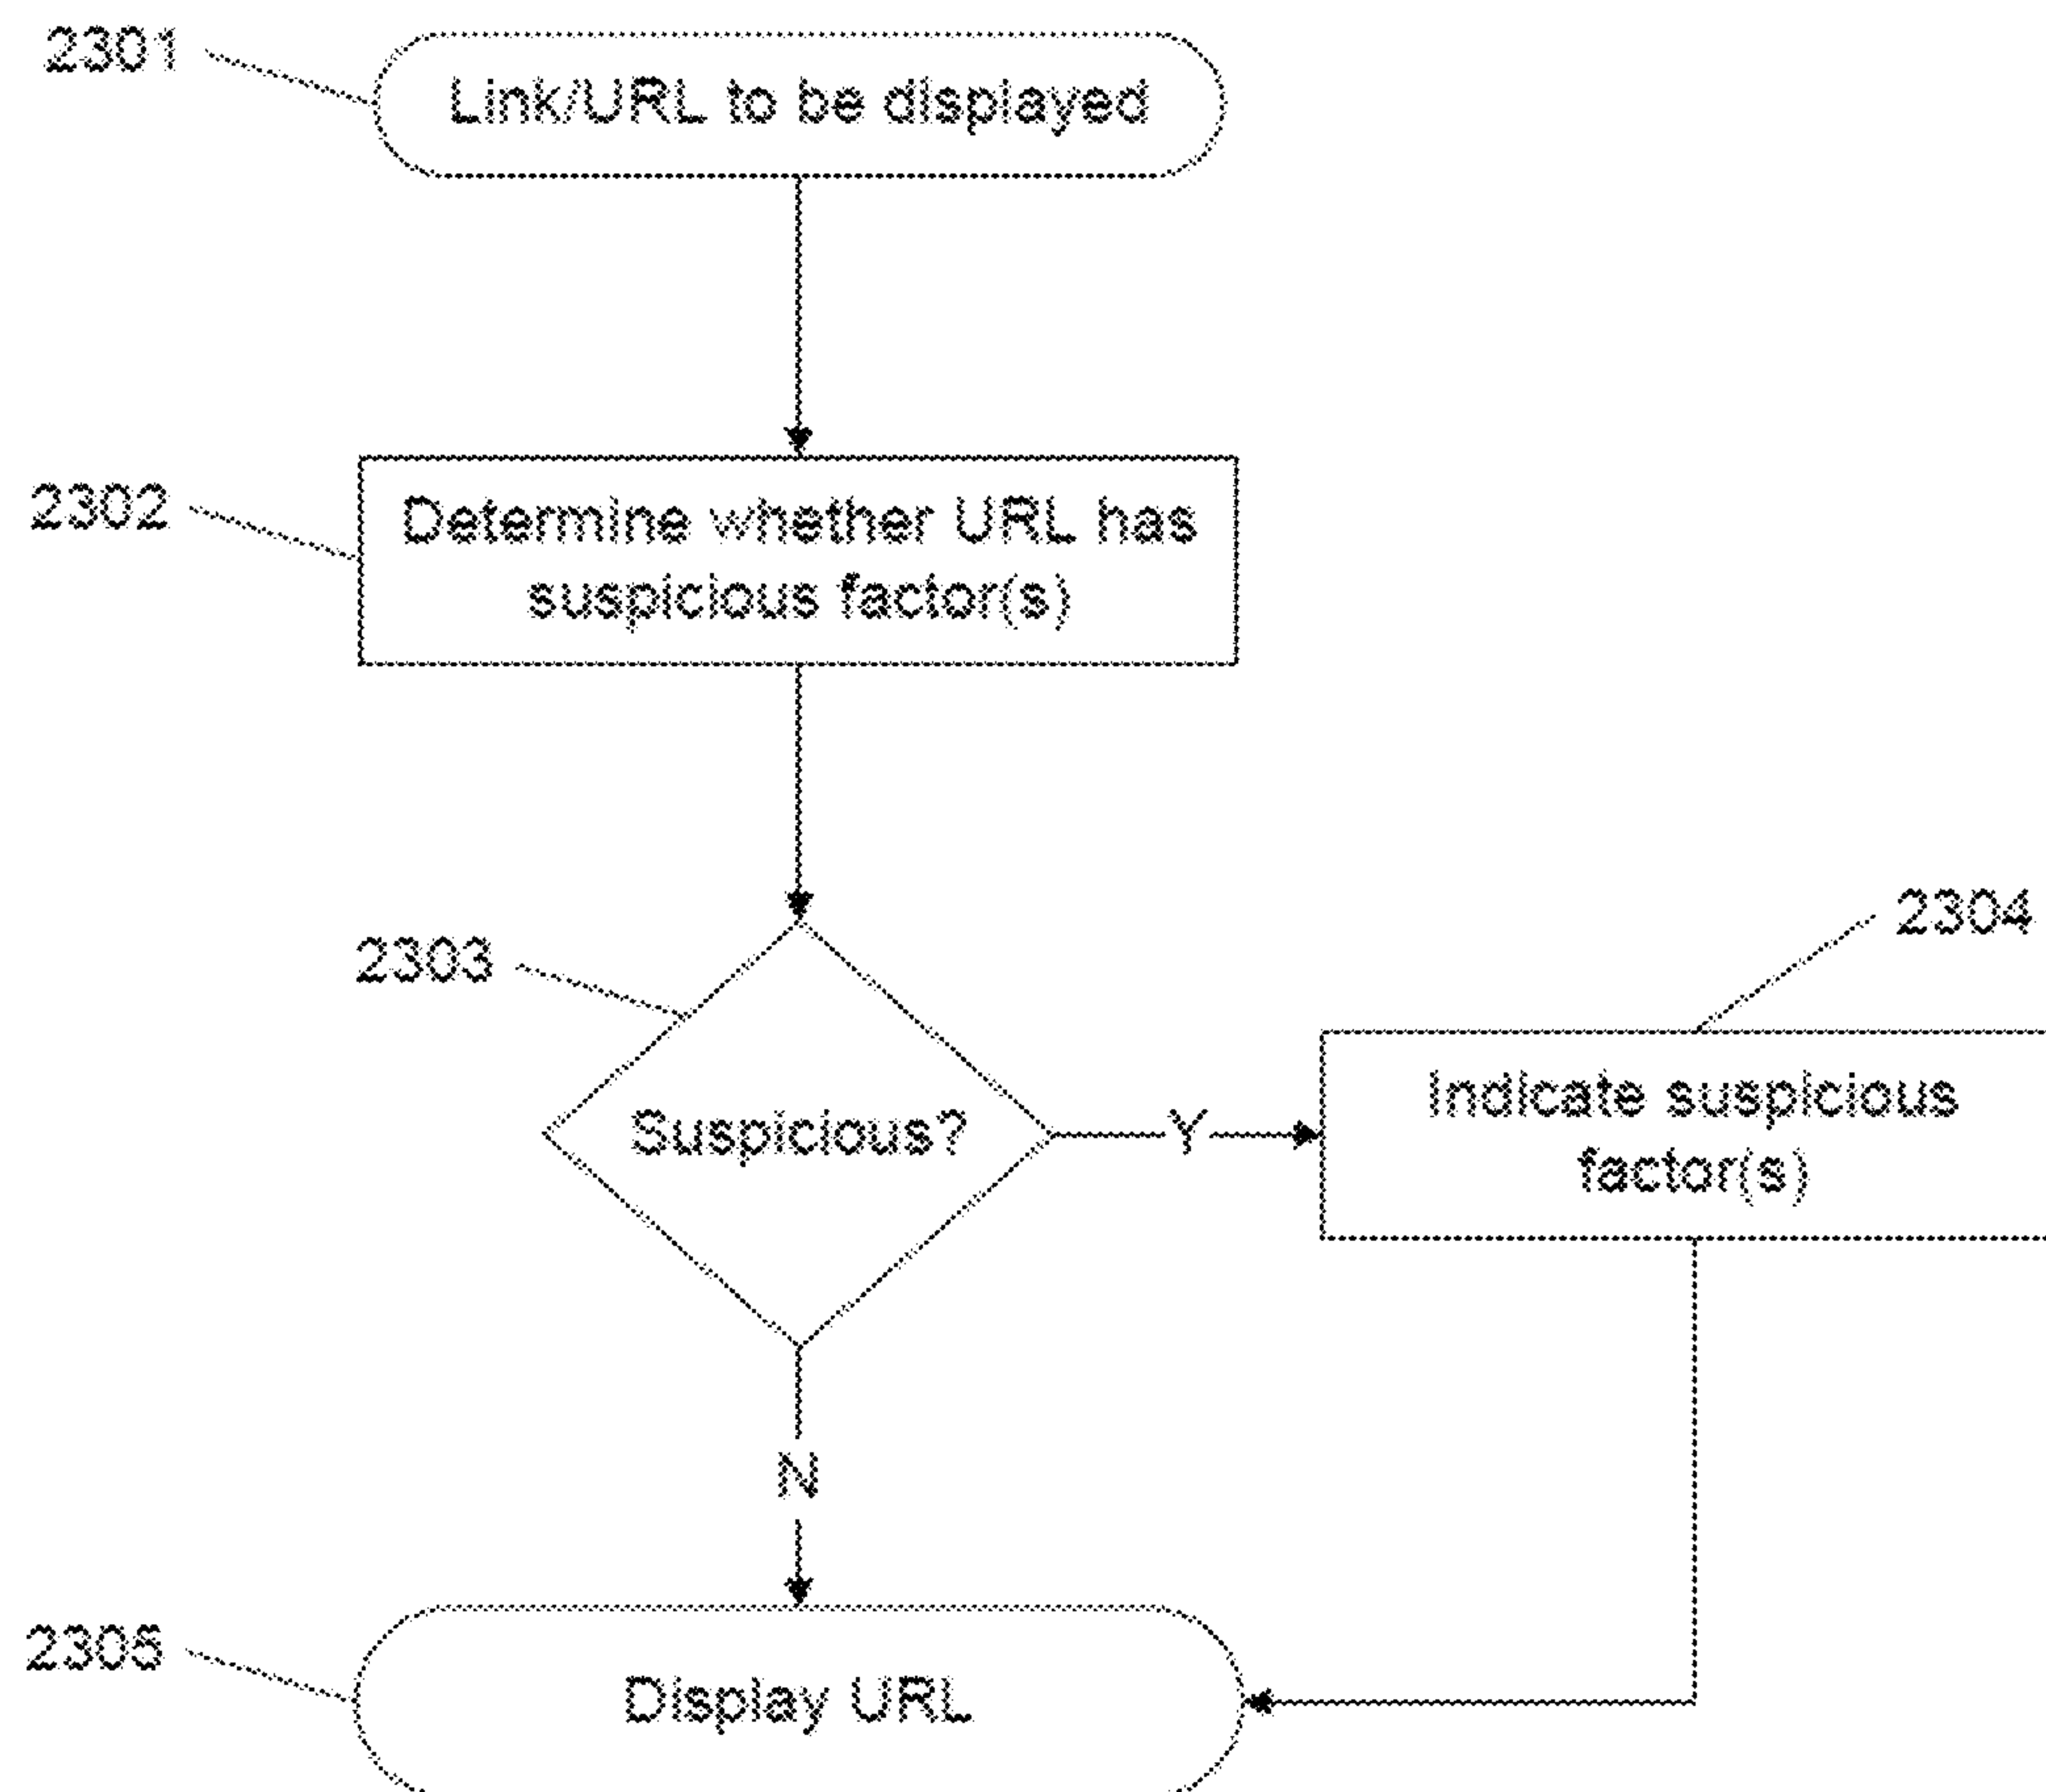 2301
Link/URL to be displayed
2302
Determine whether URL has
suspicious factor(s)
2303
2304
Suspicious?
Y
Indicate suspicious
factor(s)
N
2305
Display URL